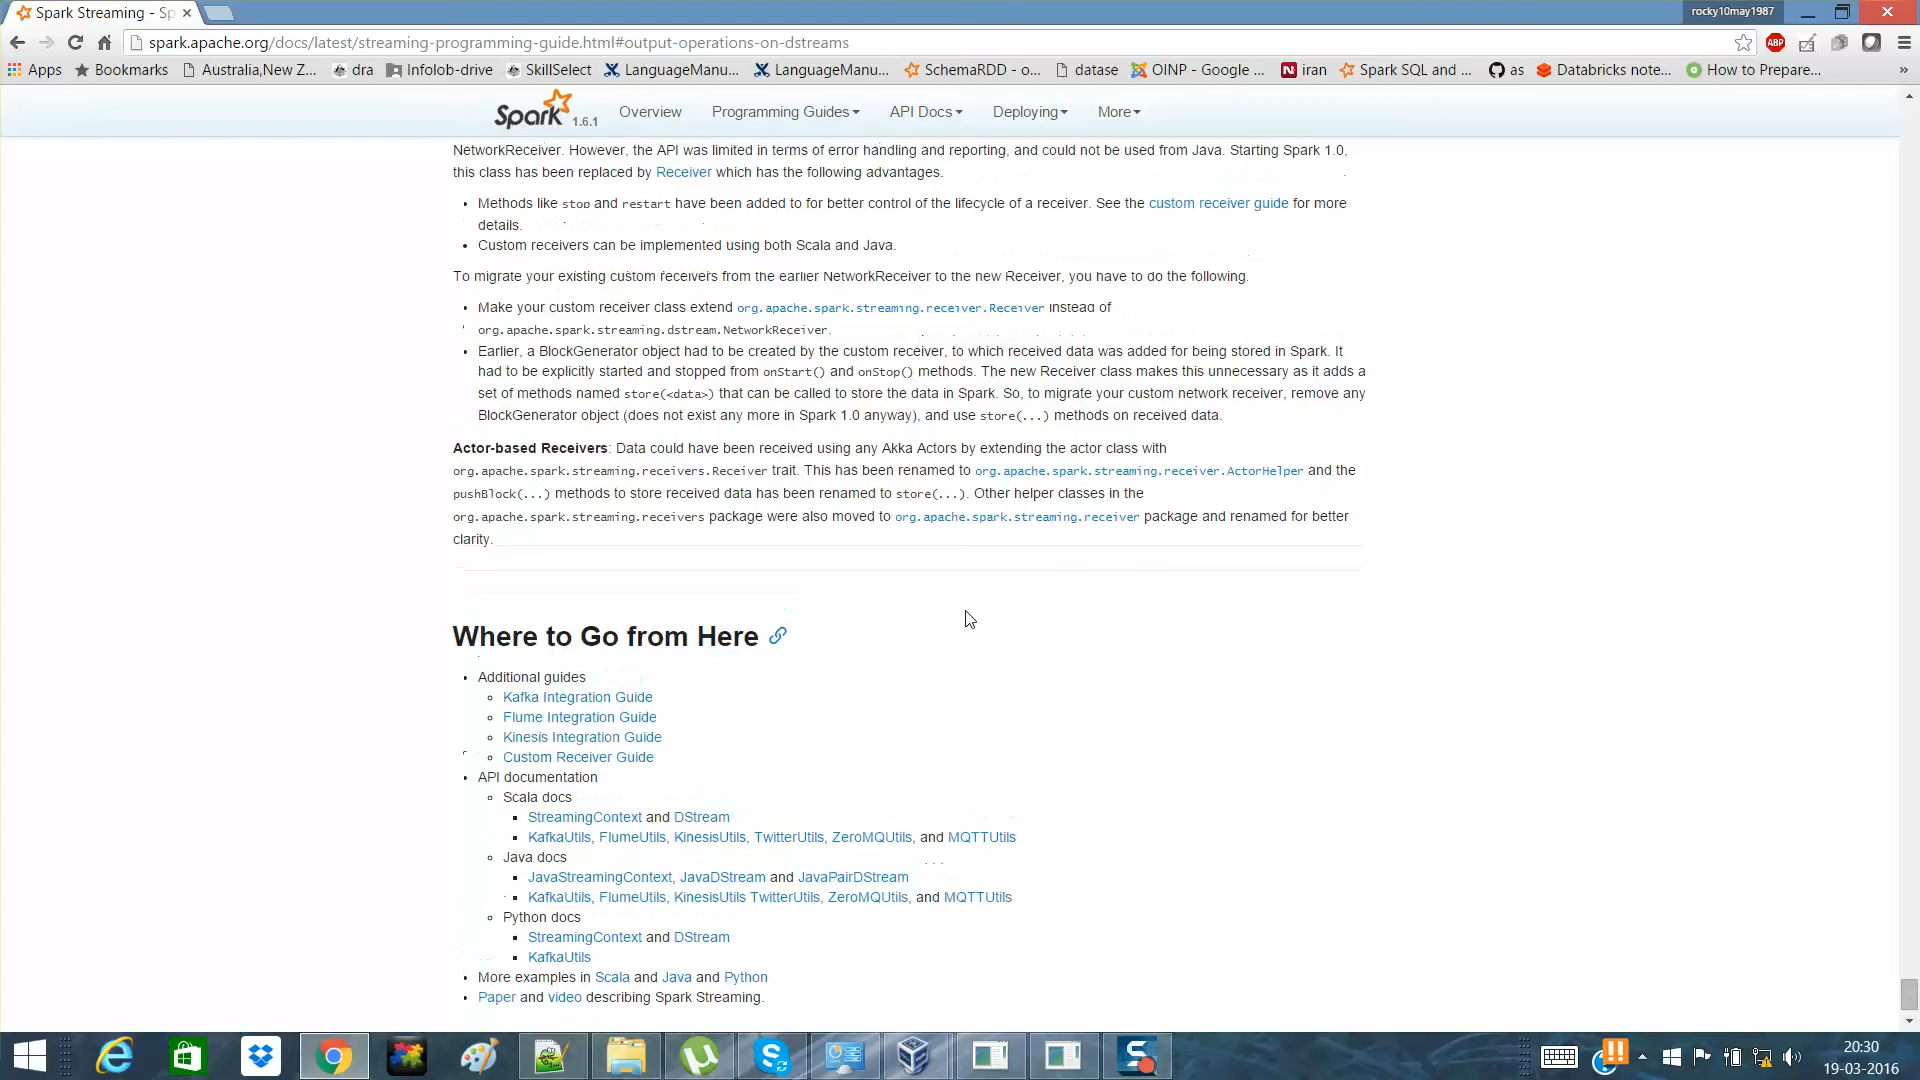 Spark Streaming - Sp
rocky10may1987
spark.apache.org/docs/latest/streaming-programming-guide.html#output-operations-on-dstreams
ABP
Apps Bookmarks Australia,New Z... dra Infolob-drive SkillSelect LanguageManu... LanguageManu... SchemaRDD - o... datase OINP - Google ... iran Spark SQL and ... as Databricks note... How to Prepare... »
Spark 1.6.1 Overview Programming Guides API Docs Deploying More
NetworkReceiver. However, the API was limited in terms of error handling and reporting, and could not be used from Java. Starting Spark 1.0,
this class has been replaced by Receiver which has the following advantages.
• Methods like stop and restart have been added to for better control of the lifecycle of a receiver. See the custom receiver guide for more
details.
• Custom receivers can be implemented using both Scala and Java.
To migrate your existing custom receivers from the earlier NetworkReceiver to the new Receiver, you have to do the following.
• Make your custom receiver class extend org.apache.spark.streaming.receiver.Receiver instead of
org.apache.spark.streaming.dstream.NetworkReceiver.
• Earlier, a BlockGenerator object had to be created by the custom receiver, to which received data was added for being stored in Spark. It
had to be explicitly started and stopped from onStart() and onStop() methods. The new Receiver class makes this unnecessary as it adds a
set of methods named store(<data>) that can be called to store the data in Spark. So, to migrate your custom network receiver, remove any
BlockGenerator object (does not exist any more in Spark 1.0 anyway), and use store(...) methods on received data.
Actor-based Receivers: Data could have been received using any Akka Actors by extending the actor class with
org.apache.spark.streaming.receivers.Receiver trait. This has been renamed to org.apache.spark.streaming.receiver.ActorHelper and the
pushBlock(...) methods to store received data has been renamed to store(...). Other helper classes in the
org.apache.spark.streaming.receivers package were also moved to org.apache.spark.streaming.receiver package and renamed for better
clarity.
Where to Go from Here
• Additional guides
◦ Kafka Integration Guide
◦ Flume Integration Guide
◦ Kinesis Integration Guide
◦ Custom Receiver Guide
• API documentation
◦ Scala docs
▪ StreamingContext and DStream
▪ KafkaUtils, FlumeUtils, KinesisUtils, TwitterUtils, ZeroMQUtils, and MQTTUtils
◦ Java docs
▪ JavaStreamingContext, JavaDStream and JavaPairDStream
▪ KafkaUtils, FlumeUtils, KinesisUtils TwitterUtils, ZeroMQUtils, and MQTTUtils
◦ Python docs
▪ StreamingContext and DStream
▪ KafkaUtils
• More examples in Scala and Java and Python
• Paper and video describing Spark Streaming.
20:30
19-03-2016